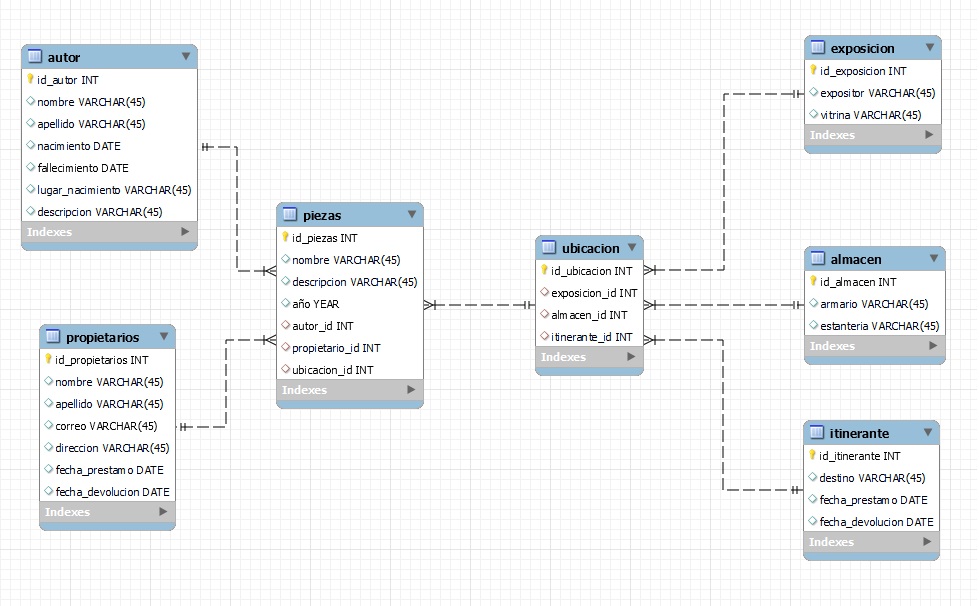 autor
id_autor INT
nombre VARCHAR(45)
apellido VARCHAR(45)
nacimiento DATE
fallecimiento DATE
lugar_nacimiento VARCHAR(45)
descripcion VARCHAR(45)
Indexes
propietarios
id_propietarios INT
nombre VARCHAR(45)
apellido VARCHAR(45)
correo VARCHAR(45)
direccion VARCHAR(45)
fecha_prestamo DATE
fecha_devolucion DATE
Indexes
piezas
id_piezas INT
nombre VARCHAR(45)
descripcion VARCHAR(45)
año YEAR
autor_id INT
propietario_id INT
ubicacion_id INT
Indexes
ubicacion
id_ubicacion INT
exposicion_id INT
almacen_id INT
itinerante_id INT
Indexes
exposicion
id_exposicion INT
expositor VARCHAR(45)
vitrina VARCHAR(45)
Indexes
almacen
id_almacen INT
armario VARCHAR(45)
estanteria VARCHAR(45)
Indexes
itinerante
id_itinerante INT
destino VARCHAR(45)
fecha_prestamo DATE
fecha_devolucion DATE
Indexes